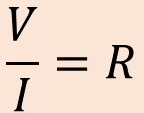 V/I = R